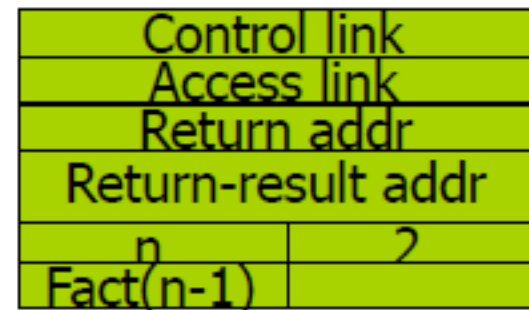 Control link
Access link
Return addr
Return-result addr
n 2
Fact(n-1)